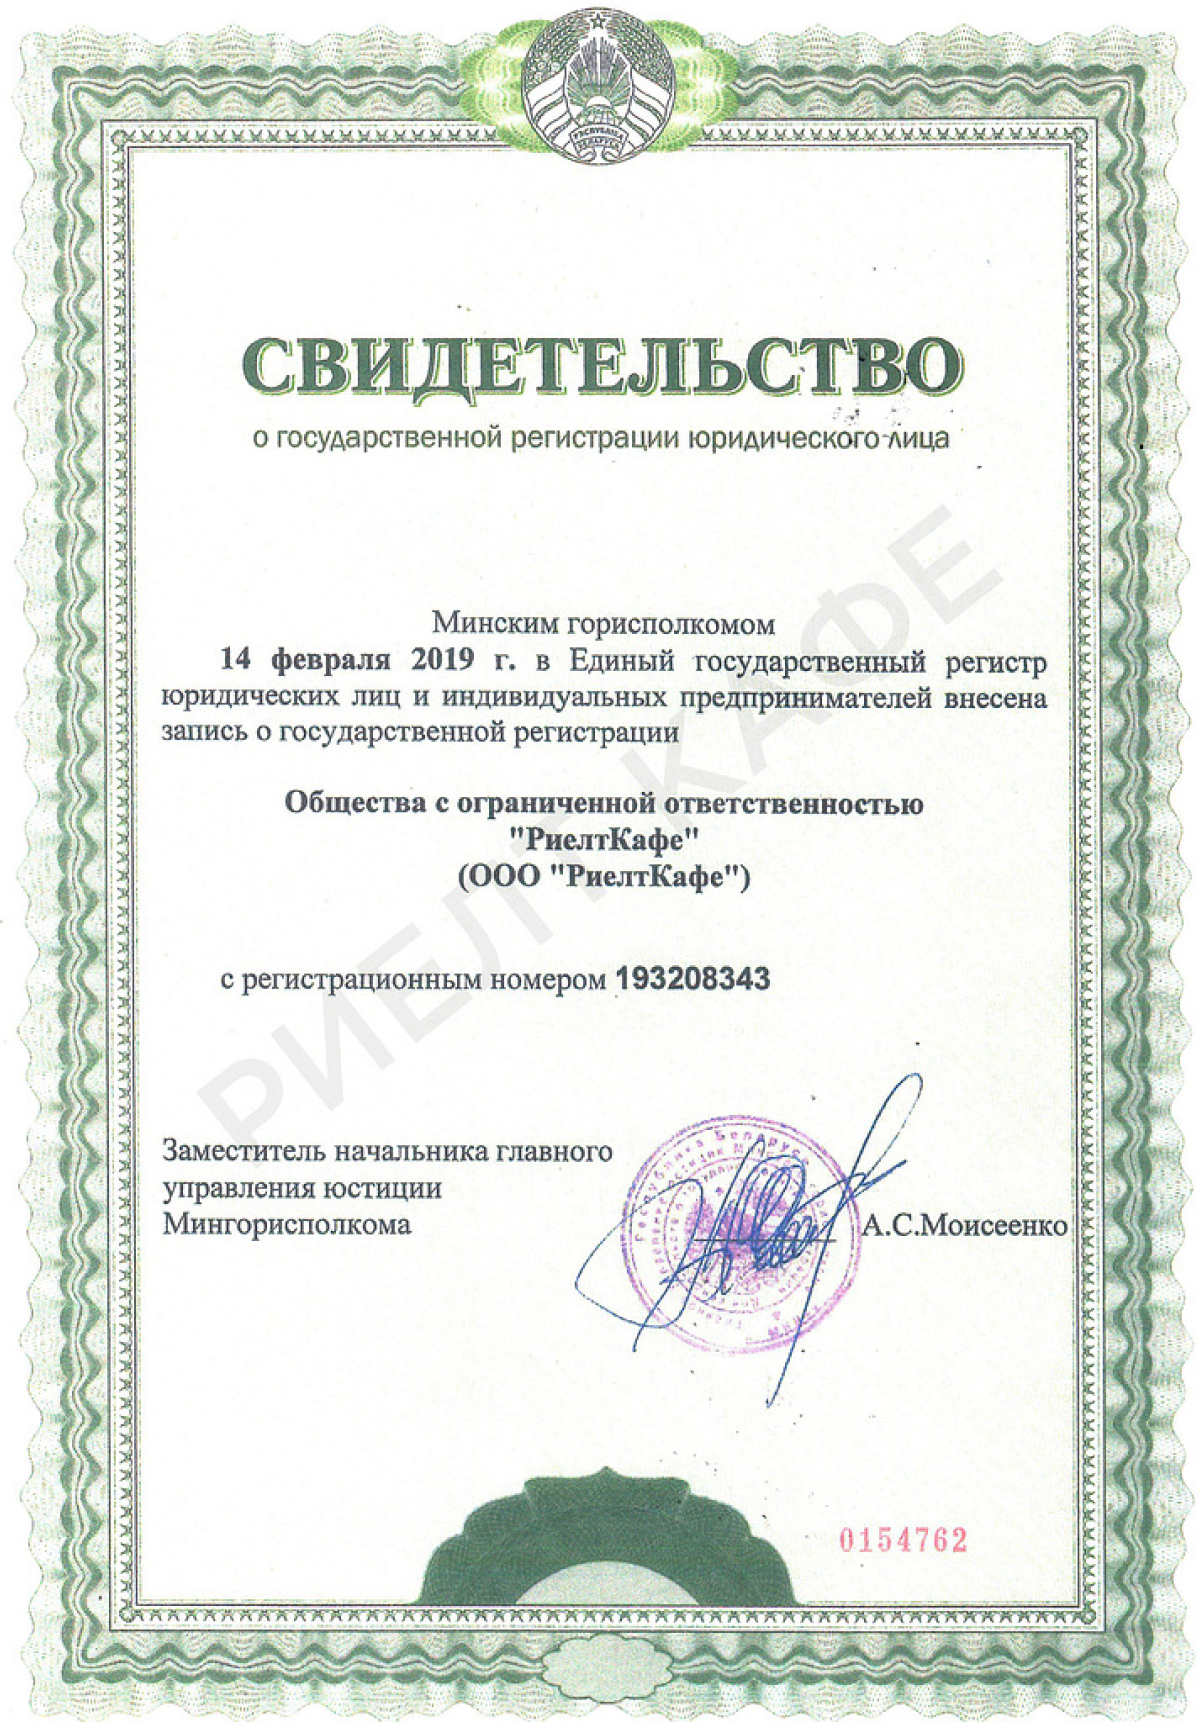 РЭСПУБЛІКА
БЕЛАРУСЬ
СВИДЕТЕЛЬСТВО
о государственной регистрации юридического лица
Минским горисполкомом
14 февраля 2019 г. в Единый государственный регистр
юридических лиц и индивидуальных предпринимателей внесена
запись о государственной регистрации
Общества с ограниченной ответственностью
"РиелтКафе"
(ООО "РиелтКафе")
с регистрационным номером 193208343
РИЕЛТ КАФЕ
Заместитель начальника главного
управления юстиции
Мингорисполкома
А.С.Моисеенко
Республика Беларусь
0154762